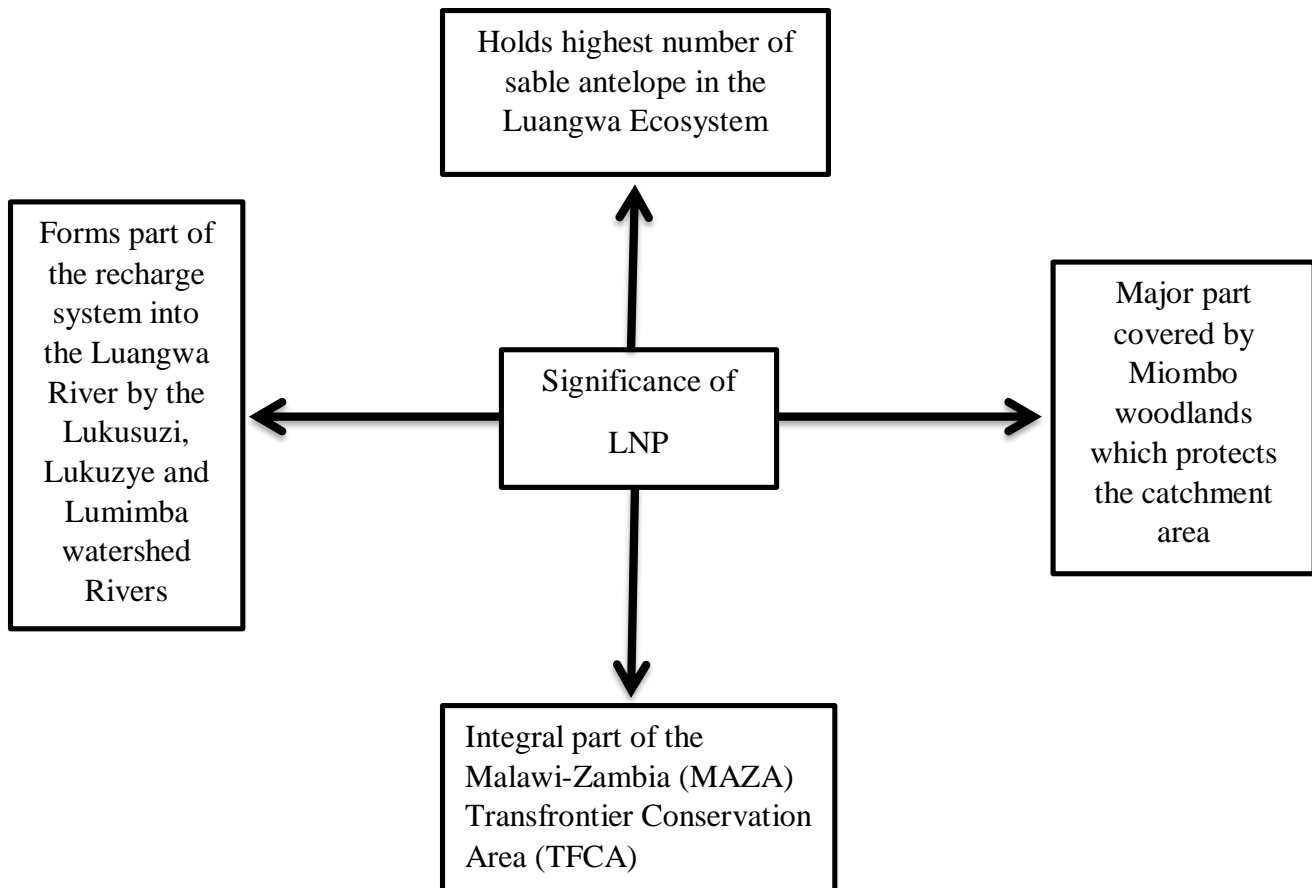 Holds highest number of
sable antelope in the
Luangwa Ecosystem
Forms part of
the recharge
system into
the Luangwa
River by the
Lukusuzi,
Lukuzye and
Lumimba
watershed
Rivers
Significance of
LNP
Major part
covered by
Miombo
woodlands
which protects
the catchment
area
Integral part of the
Malawi-Zambia (MAZA)
Transfrontier Conservation
Area (TFCA)